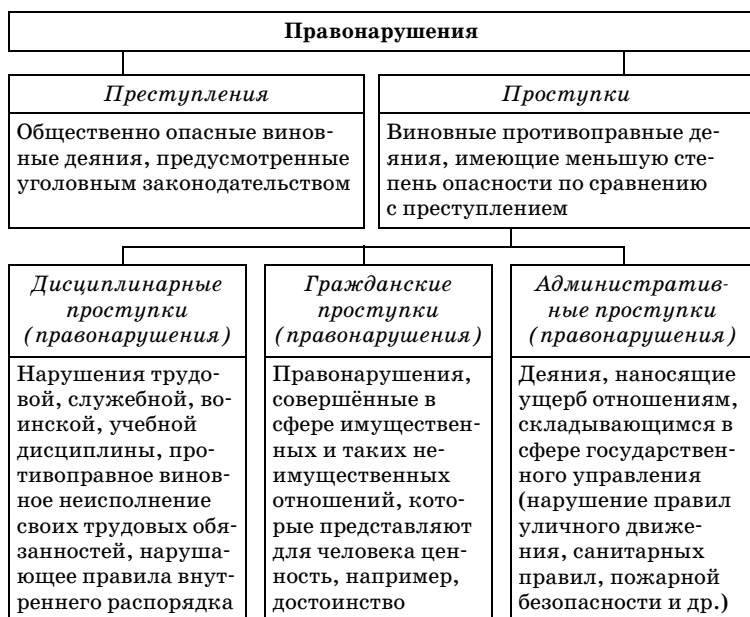 Правонарушения
Преступления
Общественно опасные винов-
ные деяния, предусмотренные
уголовным законодательством
Проступки
Виновные противоправные де-
яния, имеющие меньшую сте-
пень опасности по сравнению
с преступлением
Дисциплинарные
проступки
(правонарушения)
Нарушения трудо-
вой, служебной, во-
инской, учебной
дисциплины, про-
тивоправное винов-
ное неисполнение
своих трудовых обя-
занностей, наруша-
ющее правила внут-
реннего распорядка
Гражданские
проступки
(правонарушения)
Правонарушения,
совершённые в
сфере имуществен-
ных и таких не-
имущественных
отношений, кото-
рые представляют
для человека цен-
ность, например,
достоинство
Административ-
ные проступки
(правонарушения)
Деяния, наносящие
ущерб отношениям,
складывающимся в
сфере государствен-
ного управления
(нарушение правил
уличного движе-
ния, санитарных
правил, пожарной
безопасности и др.)